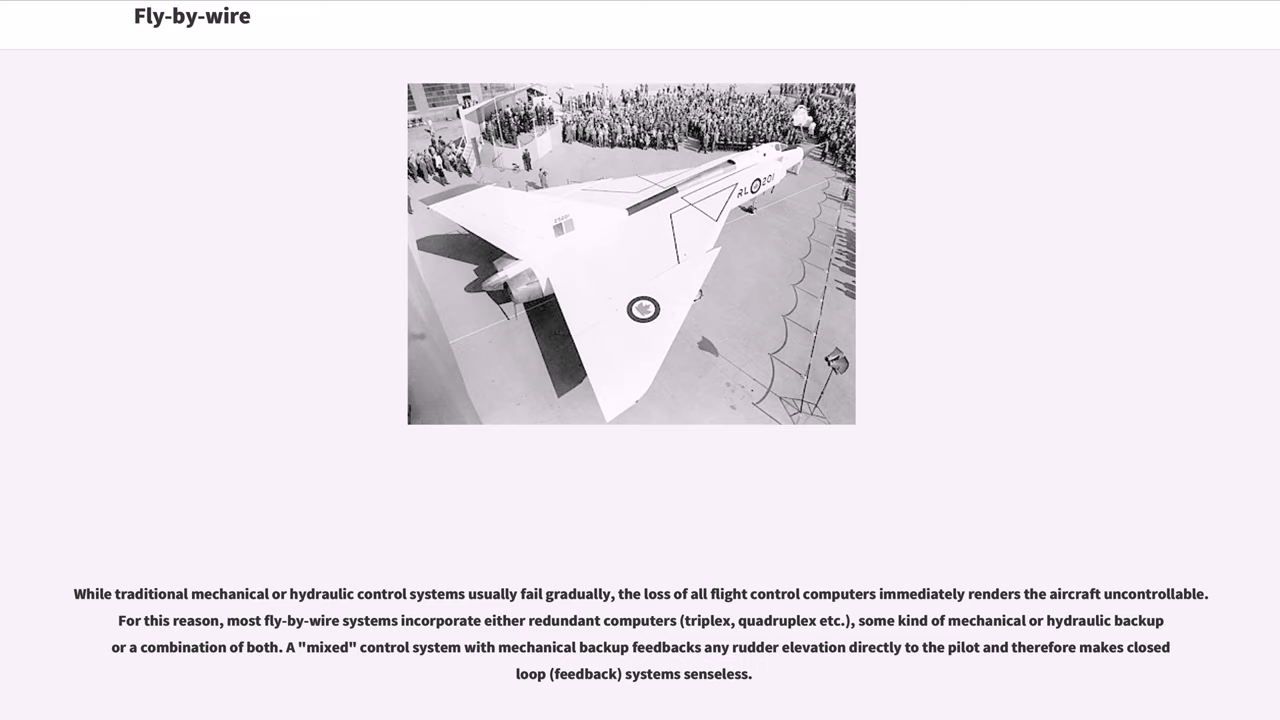 Fly-by-wire
RL 201
While traditional mechanical or hydraulic control systems usually fail gradually, the loss of all flight control computers immediately renders the aircraft uncontrollable.
For this reason, most fly-by-wire systems incorporate either redundant computers (triplex, quadruplex etc.), some kind of mechanical or hydraulic backup
or a combination of both. A "mixed" control system with mechanical backup feedbacks any rudder elevation directly to the pilot and therefore makes closed
loop (feedback) systems senseless.